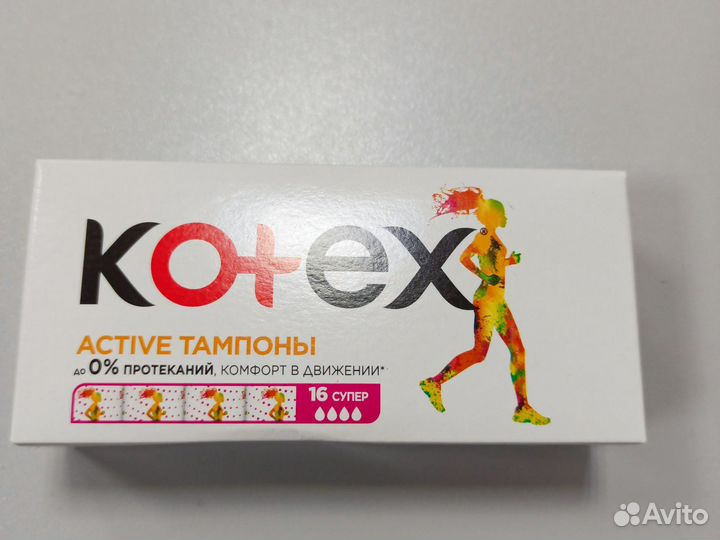 Kotex®
ACTIVE ТАМПОНЫ
до 0% ПРОТЕКАНИЙ, КОМФОРТ В ДВИЖЕНИИ*
16 СУПЕР
Avito